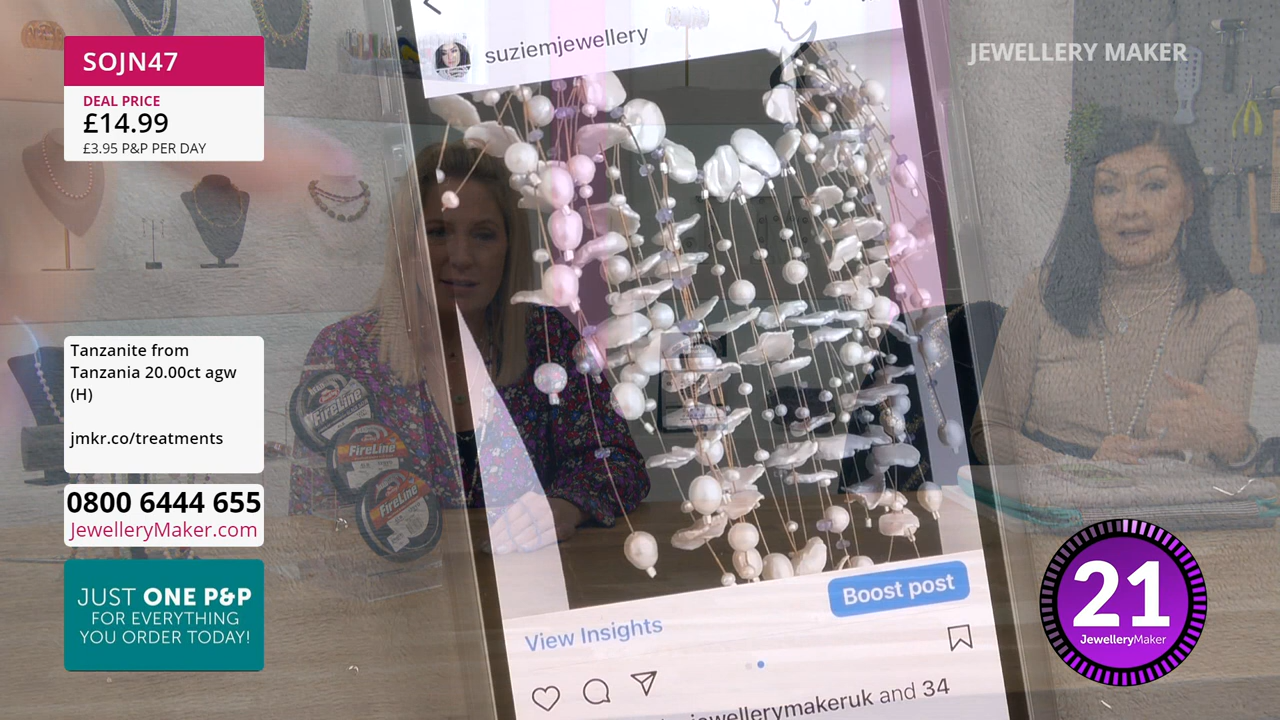 SOJN47
DEAL PRICE
£14.99
£3.95 P&P PER DAY
Tanzanite from
Tanzania 20.00ct agw
(H)
jmkr.co/treatments
0800 6444 655
JewelleryMaker.com
JUST ONE P&P
FOR EVERYTHING
YOU ORDER TODAY!
suziemjewellery
JEWELLERY MAKER
FireLine
FireLine
FireLine
Boost post
View Insights
jewellerymakeruk and 34
21
JewelleryMaker